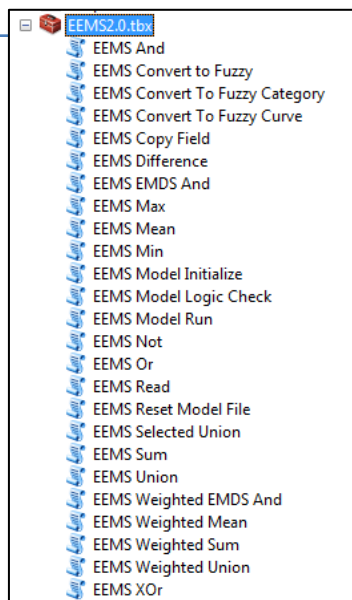 EEMS2.0.tbx
EEMS And
EEMS Convert to Fuzzy
EEMS Convert To Fuzzy Category
EEMS Convert To Fuzzy Curve
EEMS Copy Field
EEMS Difference
EEMS EMDS And
EEMS Max
EEMS Mean
EEMS Min
EEMS Model Initialize
EEMS Model Logic Check
EEMS Model Run
EEMS Not
EEMS Or
EEMS Read
EEMS Reset Model File
EEMS Selected Union
EEMS Sum
EEMS Union
EEMS Weighted EMDS And
EEMS Weighted Mean
EEMS Weighted Sum
EEMS Weighted Union
EEMS XOr